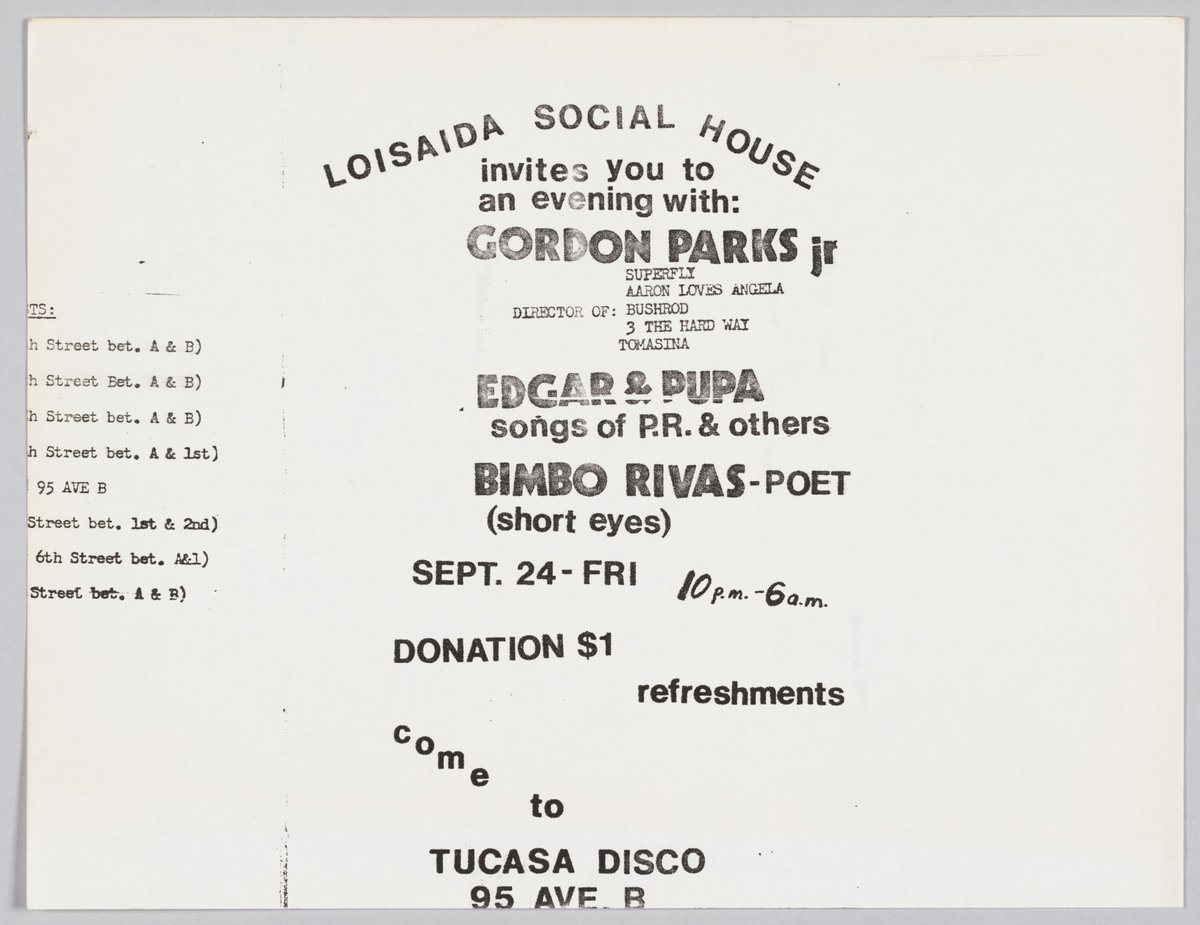 TS:
h Street bet. A & B)
h Street Bet. A & B)
h Street bet. A & B)
h Street bet. A & 1st)
95 AVE B
Street bet. 1st & 2nd)
6th Street bet. A&1)
Street bet. A & B)
LOISAIDA SOCIAL HOUSE
invites you to
an evening with:
GORDON PARKS jr
SUPERFLY
AARON LOVES ANGELA
DIRECTOR OF: BUSHROD
3 THE HARD WAY
TOMASINA
EDGAR & PUPA
songs of P.R. & others
BIMBO RIVAS-POET
(short eyes)
SEPT. 24-FRI 10 p.m.-6 a.m.
DONATION $1
refreshments
come
to
TUCASA DISCO
95 AVE. B